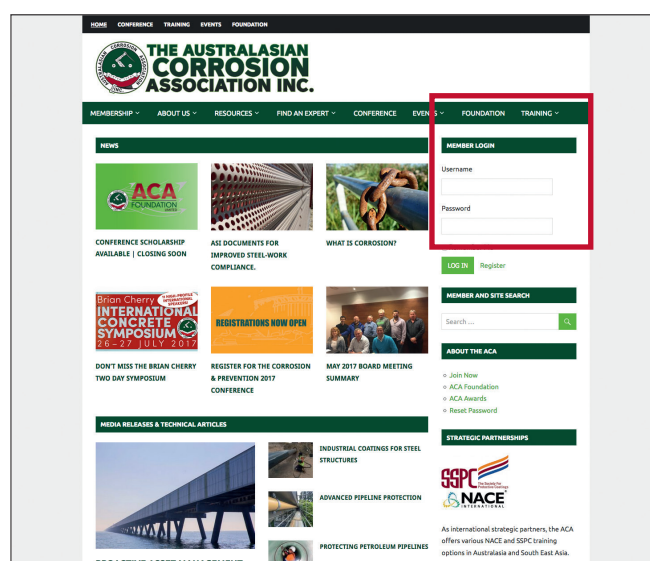 HOME CONFERENCE TRAINING EVENTS FOUNDATION
THE AUSTRALASIAN
CORROSION
ASSOCIATION INC.
MEMBERSHIP ABOUT US RESOURCES FIND AN EXPERT CONFERENCE EVENTS FOUNDATION TRAINING
NEWS
ACA
FOUNDATION
LIMITED
CONFERENCE SCHOLARSHIP
AVAILABLE | CLOSING SOON
ASI DOCUMENTS FOR
IMPROVED STEEL-WORK
COMPLIANCE.
WHAT IS CORROSION?
Brian Cherry
INTERNATIONAL
CONCRETE
SYMPOSIUM
26-27 JULY 2017
DON'T MISS THE BRIAN CHERRY
TWO DAY SYMPOSIUM
REGISTRATIONS NOW OPEN
REGISTER FOR THE CORROSION
& PREVENTION 2017
CONFERENCE
MAY 2017 BOARD MEETING
SUMMARY
MEDIA RELEASES & TECHNICAL ARTICLES
INDUSTRIAL COATINGS FOR STEEL
STRUCTURES
ADVANCED PIPELINE PROTECTION
PROTECTING PETROLEUM PIPELINES
MEMBER LOGIN
Username
Password
LOG IN Register
MEMBER AND SITE SEARCH
Search ...
ABOUT THE ACA
Join Now
ACA Foundation
ACA Awards
Reset Password
STRATEGIC PARTNERSHIPS
SSPC
The Society for
Protective Coatings
NACE
INTERNATIONAL
As international strategic partners, the ACA
offers various NACE and SSPC training
options in Australasia and South East Asia.